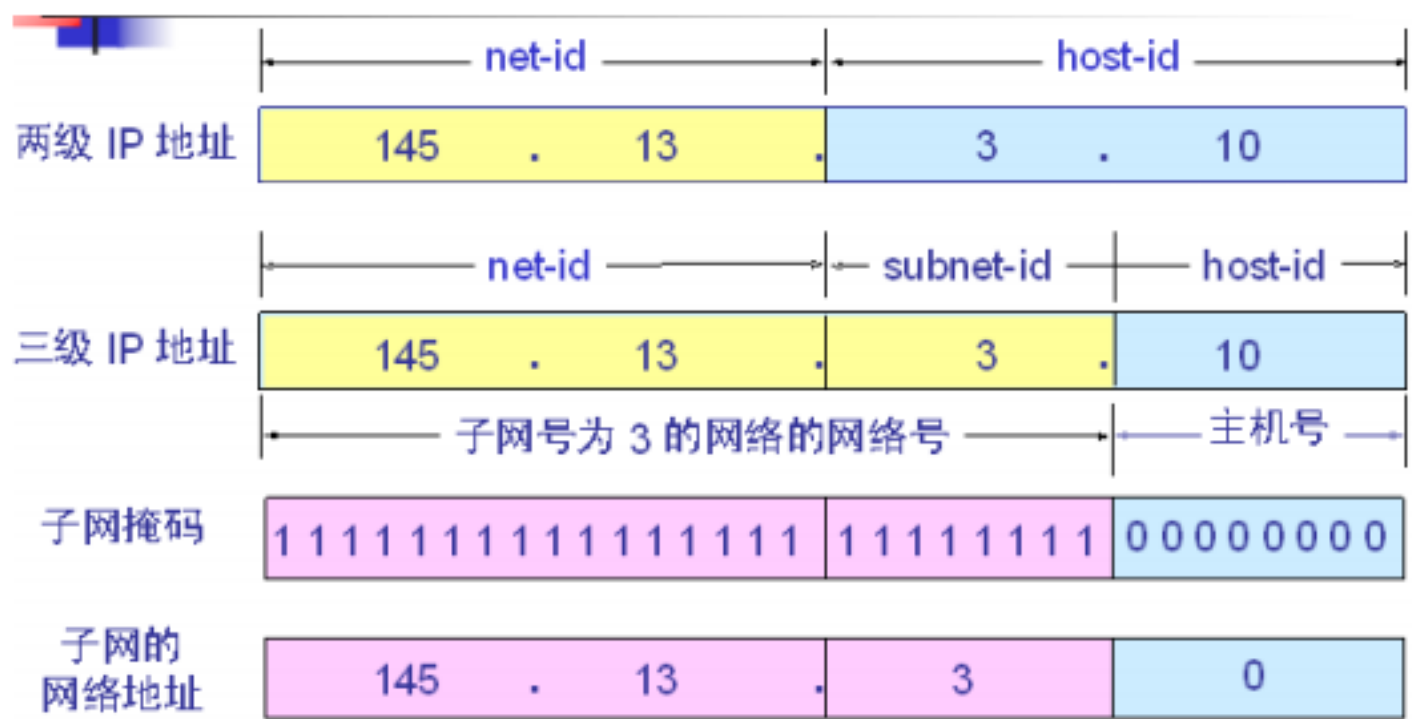 net-id host-id
两级 IP 地址 145 . 13 . 3 . 10
net-id subnet-id host-id
三级 IP 地址 145 . 13 . 3 . 10
子网号为 3 的网络的网络号 主机号
子网掩码 1 1 1 1 1 1 1 1 1 1 1 1 1 1 1 1 1 1 1 1 1 1 1 1 0 0 0 0 0 0 0 0
子网的
网络地址 145 . 13 . 3 0